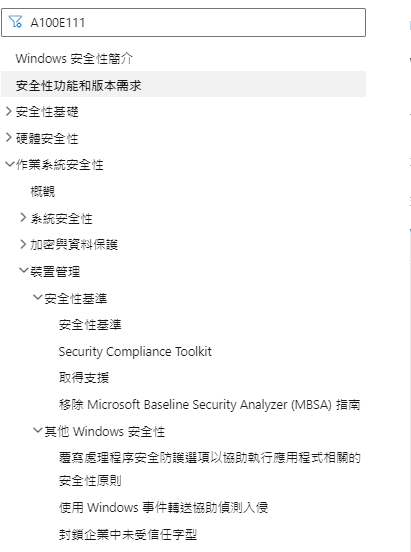 A100E111
Windows 安全性簡介
安全性功能和版本需求
安全性基礎
硬體安全性
作業系統安全性
概觀
系統安全性
加密與資料保護
裝置管理
安全性基準
安全性基準
Security Compliance Toolkit
取得支援
移除 Microsoft Baseline Security Analyzer (MBSA) 指南
其他 Windows 安全性
覆寫處理程序安全防護選項以協助執行應用程式相關的
安全性原則
使用 Windows 事件轉送協助偵測入侵
封鎖企業中未受信任字型